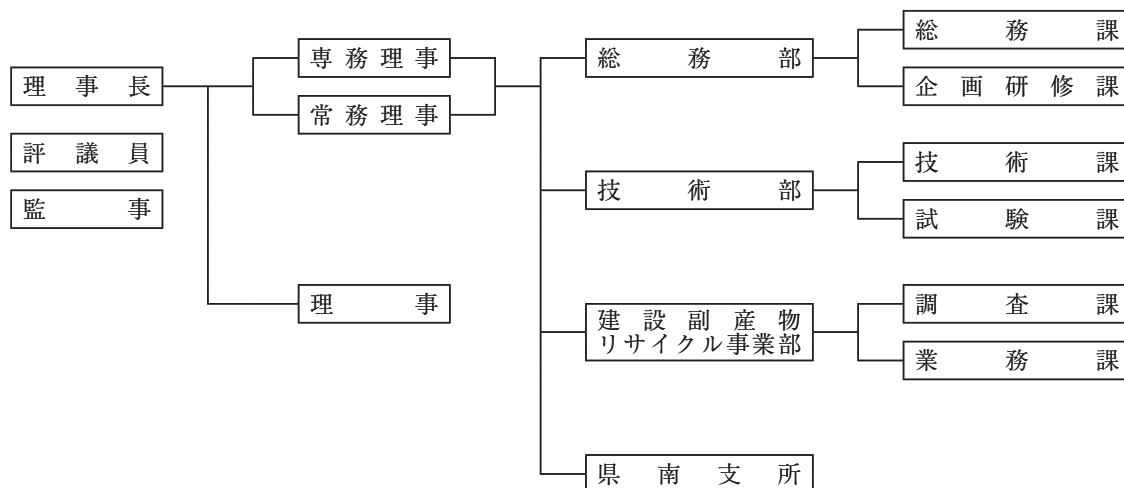 理事長
評議員
監事
専務理事
常務理事
理事
総務部
技術部
建設副産物
リサイクル事業部
県南支所
総務課
企画研修課
技術課
試験課
調査課
業務課